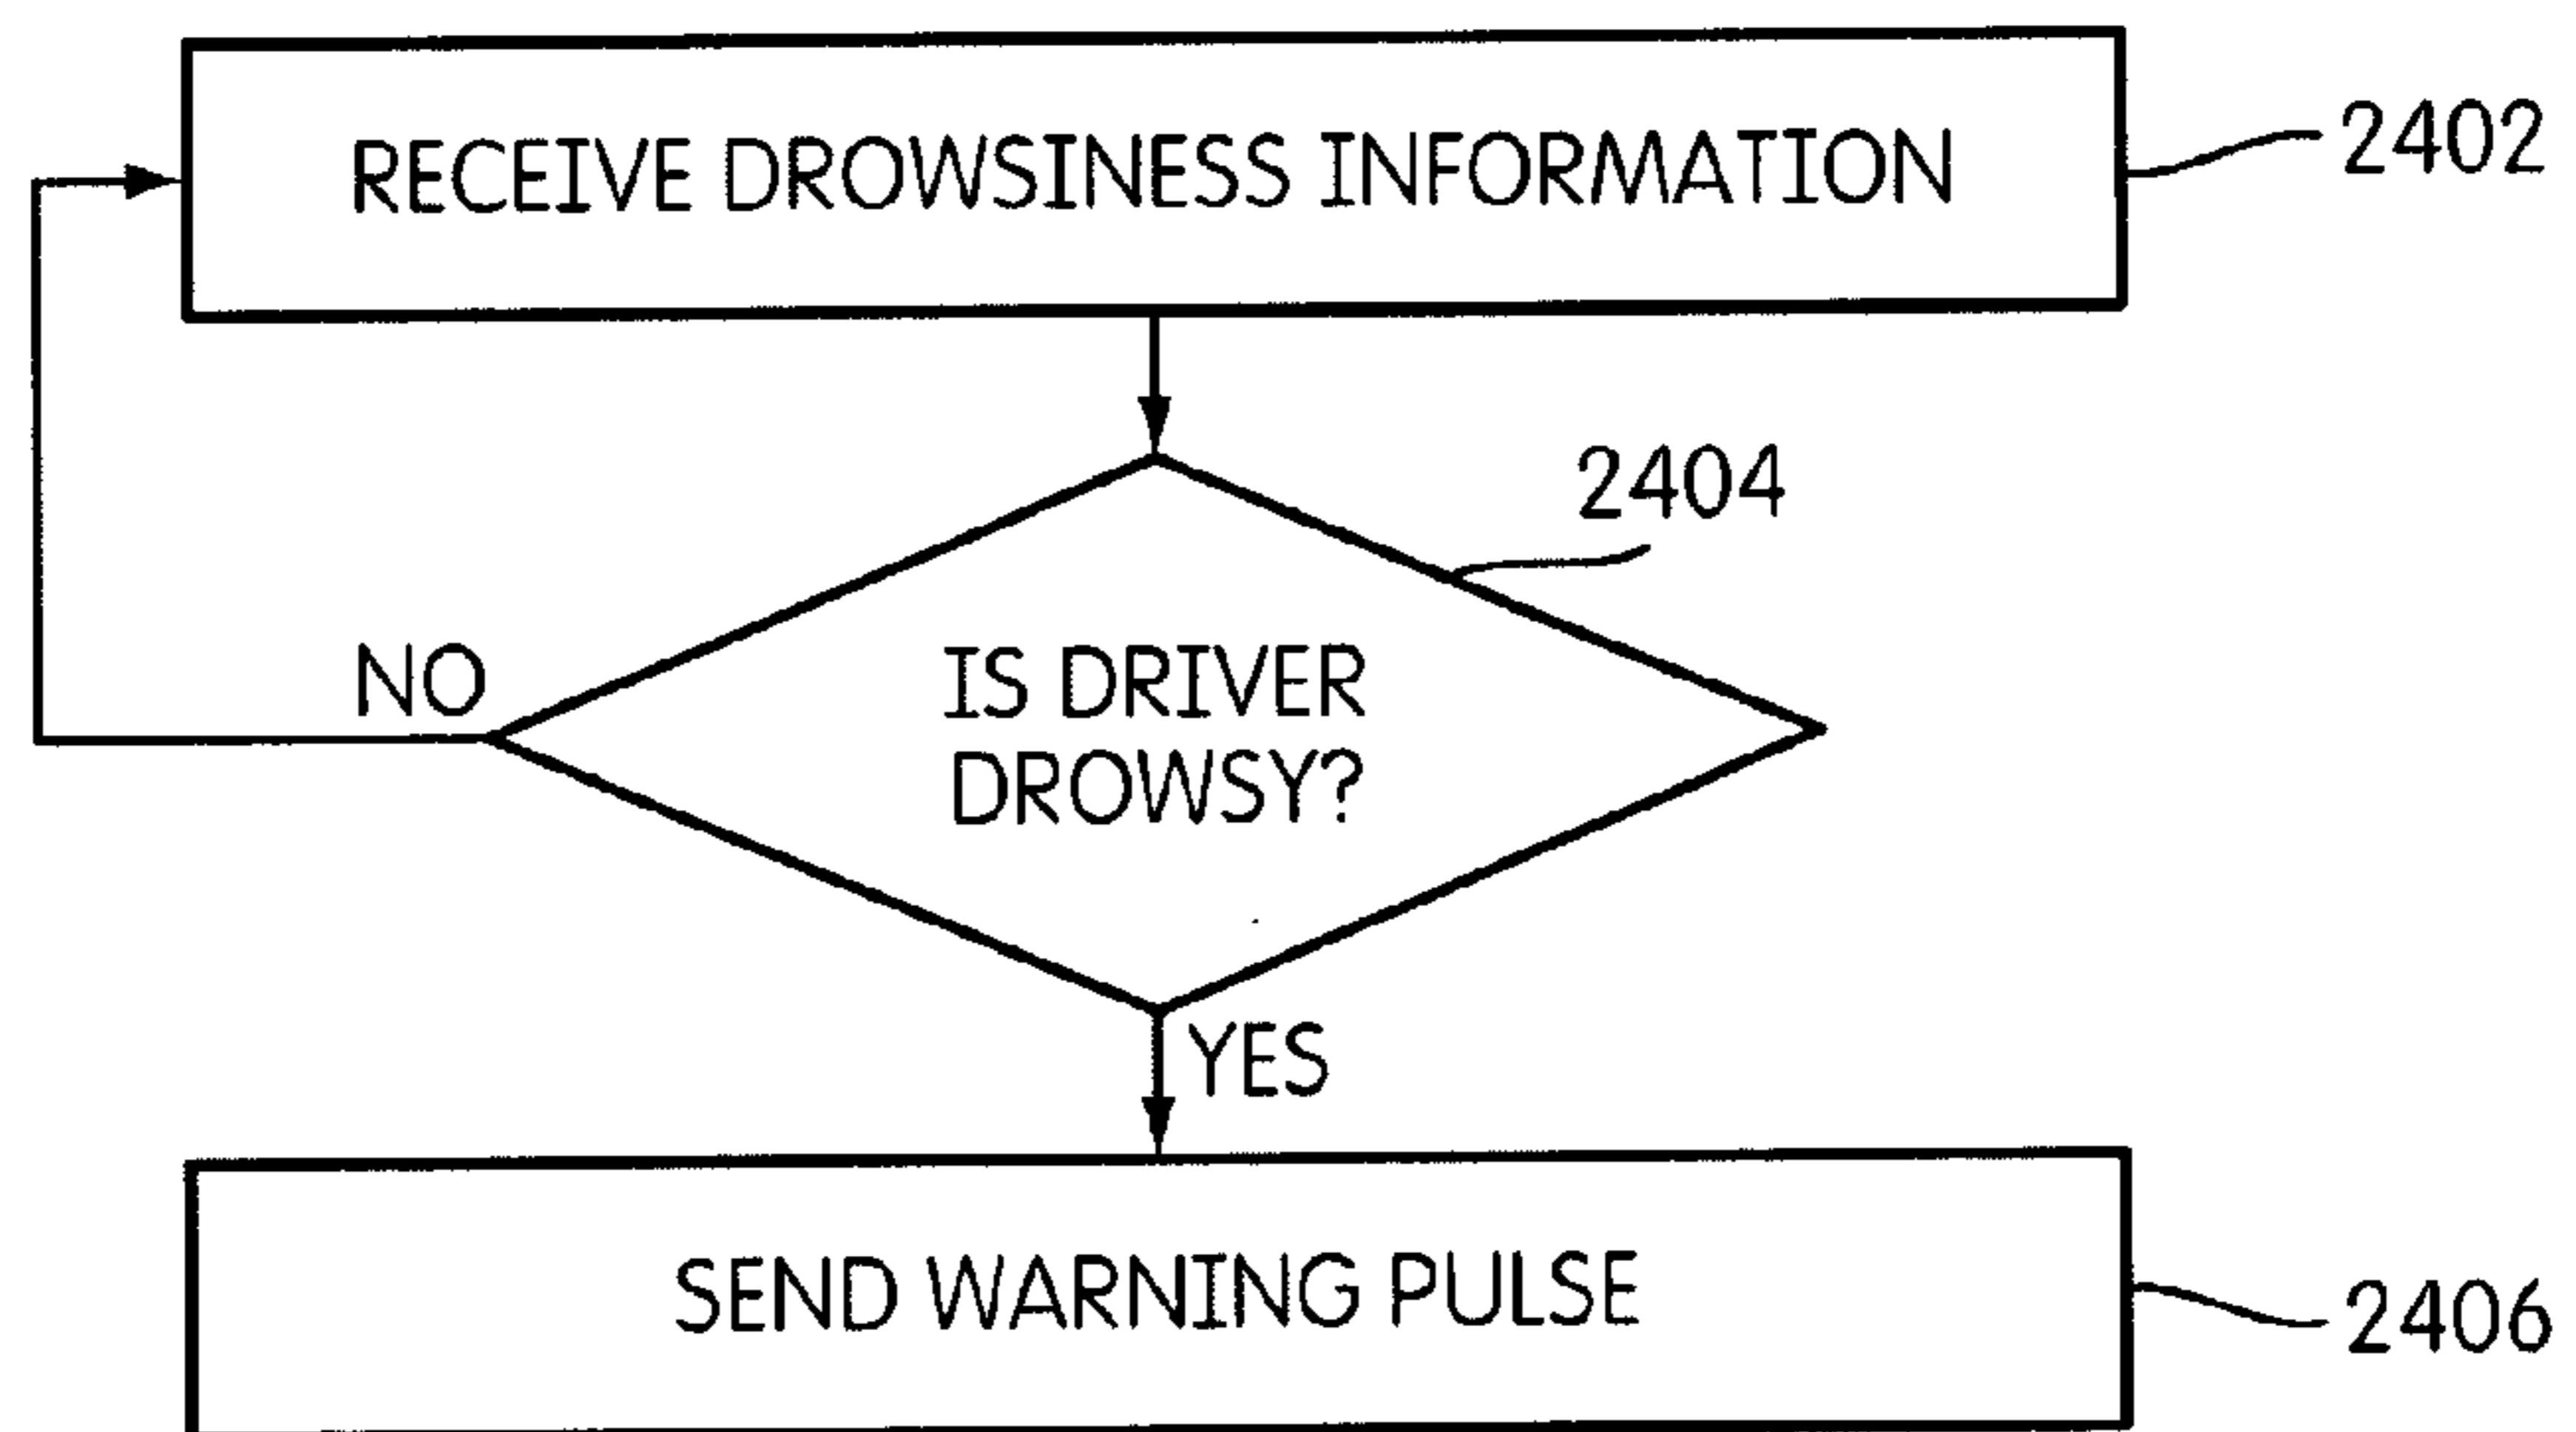 RECEIVE DROWSINESS INFORMATION
2402
2404
NO
IS DRIVER
DROWSY?
YES
SEND WARNING PULSE
2406